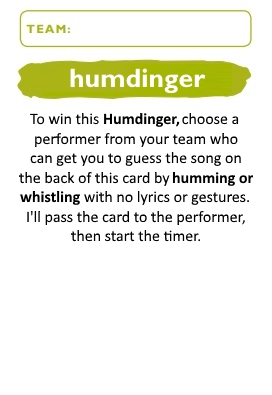 TEAM:
humdinger
To win this Humdinger, choose a
performer from your team who
can get you to guess the song on
the back of this card by humming or
whistling with no lyrics or gestures.
I'll pass the card to the performer,
then start the timer.